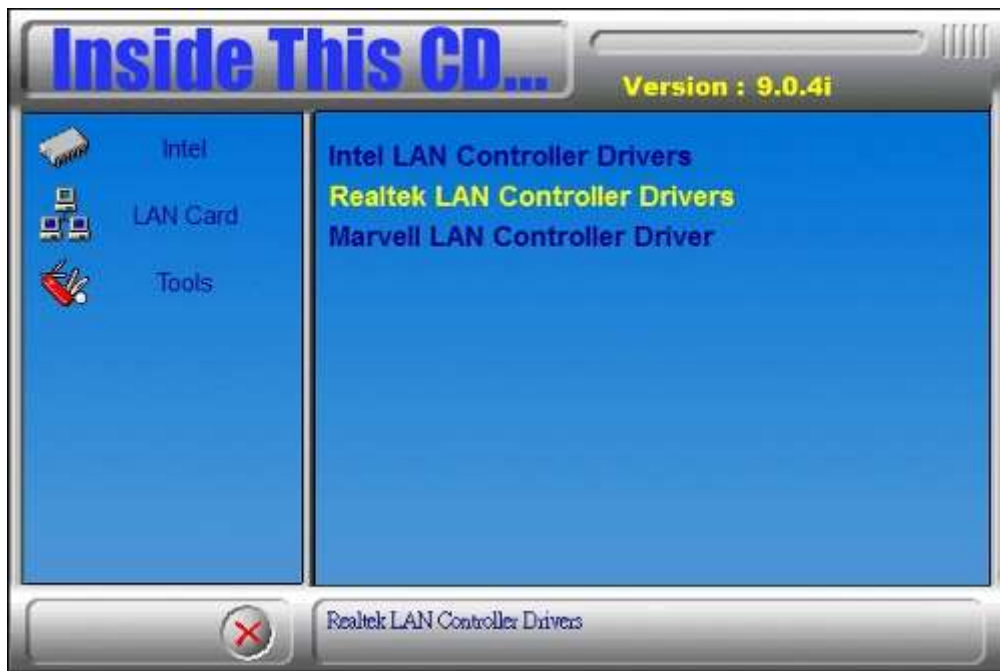 Inside This CD...
Version : 9.0.4i
Intel
LAN Card
Tools
Intel LAN Controller Drivers
Realtek LAN Controller Drivers
Marvell LAN Controller Driver
Realtek LAN Controller Drivers